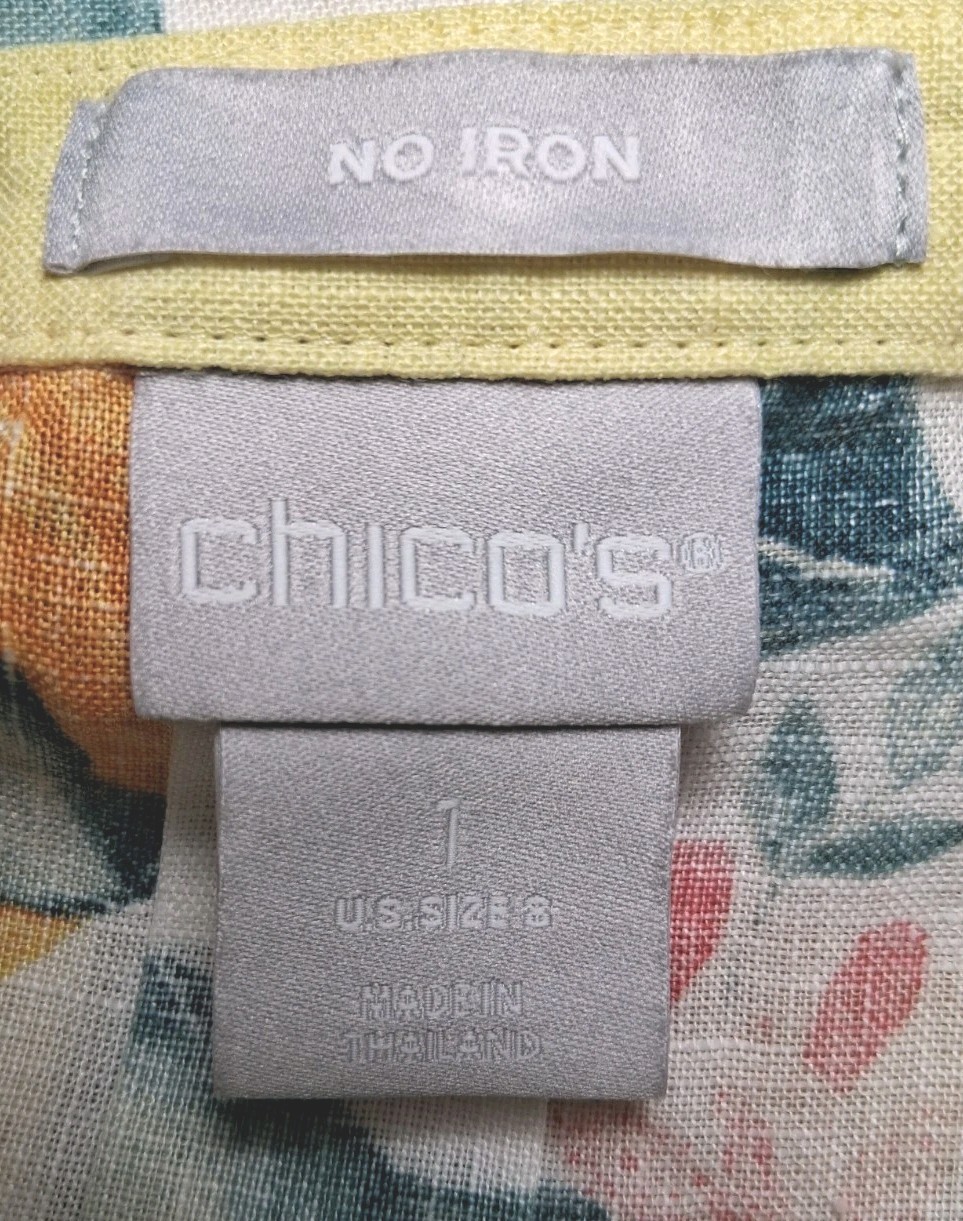 NO IRON
chico's®
1
U.S. SIZE 8
MADE IN
THAILAND